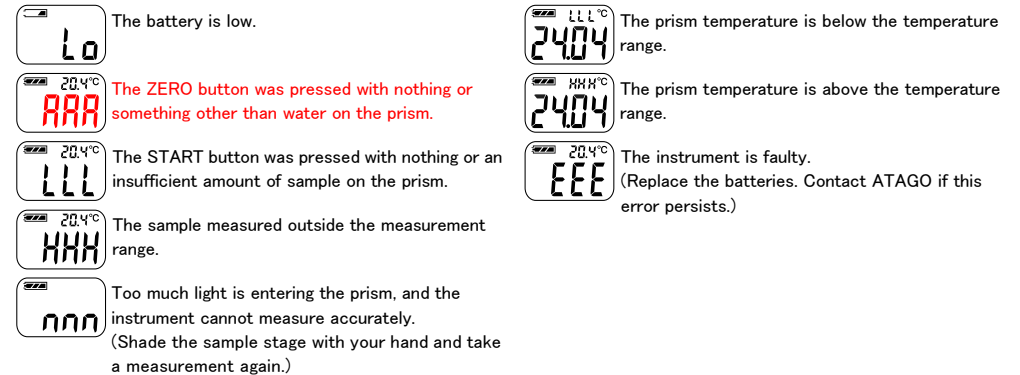 Lo
The battery is low.
20.4°C
AAA
The ZERO button was pressed with nothing or
something other than water on the prism.
20.4°C
LLL
The START button was pressed with nothing or an
insufficient amount of sample on the prism.
20.4°C
HHH
The sample measured outside the measurement
range.
nnn
Too much light is entering the prism, and the
instrument cannot measure accurately.
(Shade the sample stage with your hand and take
a measurement again.)
LLL°C
24.04
The prism temperature is below the temperature
range.
HHH°C
24.04
The prism temperature is above the temperature
range.
20.4°C
EEE
The instrument is faulty.
(Replace the batteries. Contact ATAGO if this
error persists.)